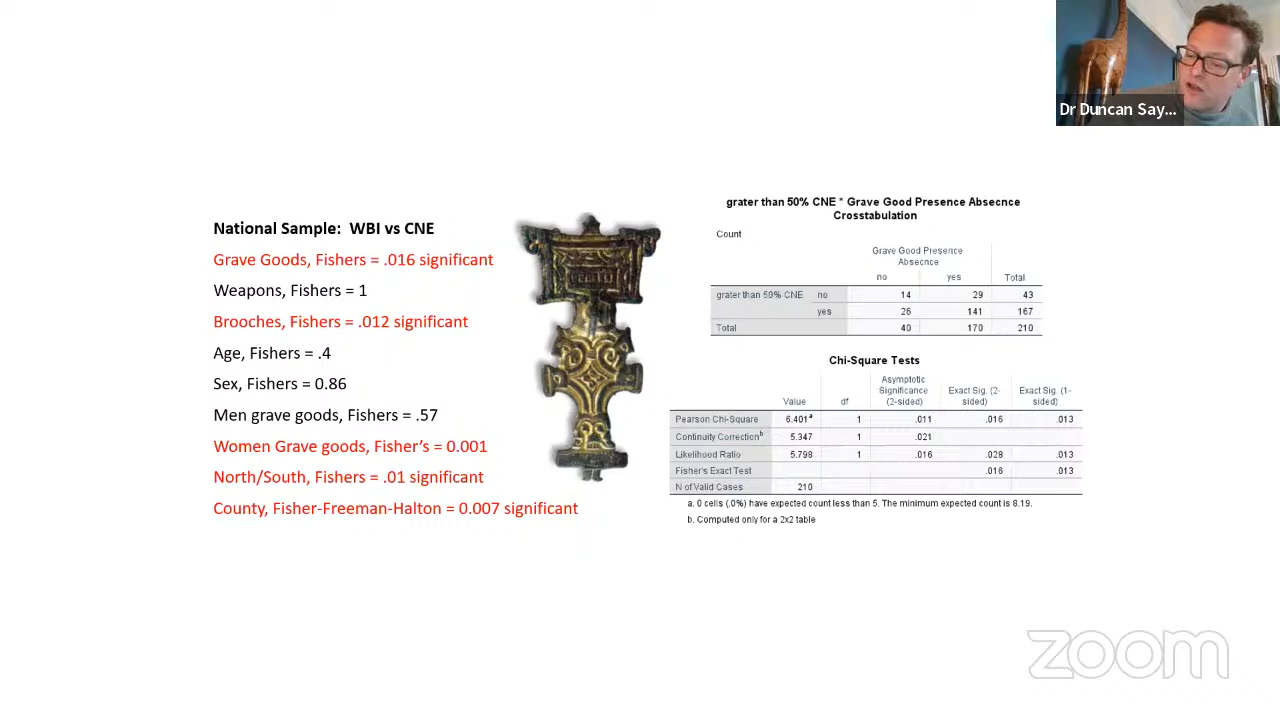 Dr Duncan Say...
National Sample: WBI vs CNE
Grave Goods, Fishers = .016 significant
Weapons, Fishers = 1
Brooches, Fishers = .012 significant
Age, Fishers = .4
Sex, Fishers = 0.86
Men grave goods, Fishers = .57
Women Grave goods, Fisher's = 0.001
North/South, Fishers = .01 significant
County, Fisher-Freeman-Halton = 0.007 significant
grater than 50% CNE * Grave Good Presence Absecnce
Crosstabulation
Count
Grave Good Presence
Absecnce
no yes Total
grater than 50% CNE no 14 29 43
yes 26 141 167
Total 40 170 210
Chi-Square Tests
Value df Asymptotic Significance (2-sided) Exact Sig. (2-sided) Exact Sig. (1-sided)
Pearson Chi-Square 6.401a 1 .011 .016 .013
Continuity Correctionb 5.347 1 .021
Likelihood Ratio 5.798 1 .016 .028 .013
Fisher's Exact Test .016 .013
N of Valid Cases 210
a. 0 cells (,0%) have expected count less than 5. The minimum expected count is 8.19.
b. Computed only for a 2x2 table
zoom